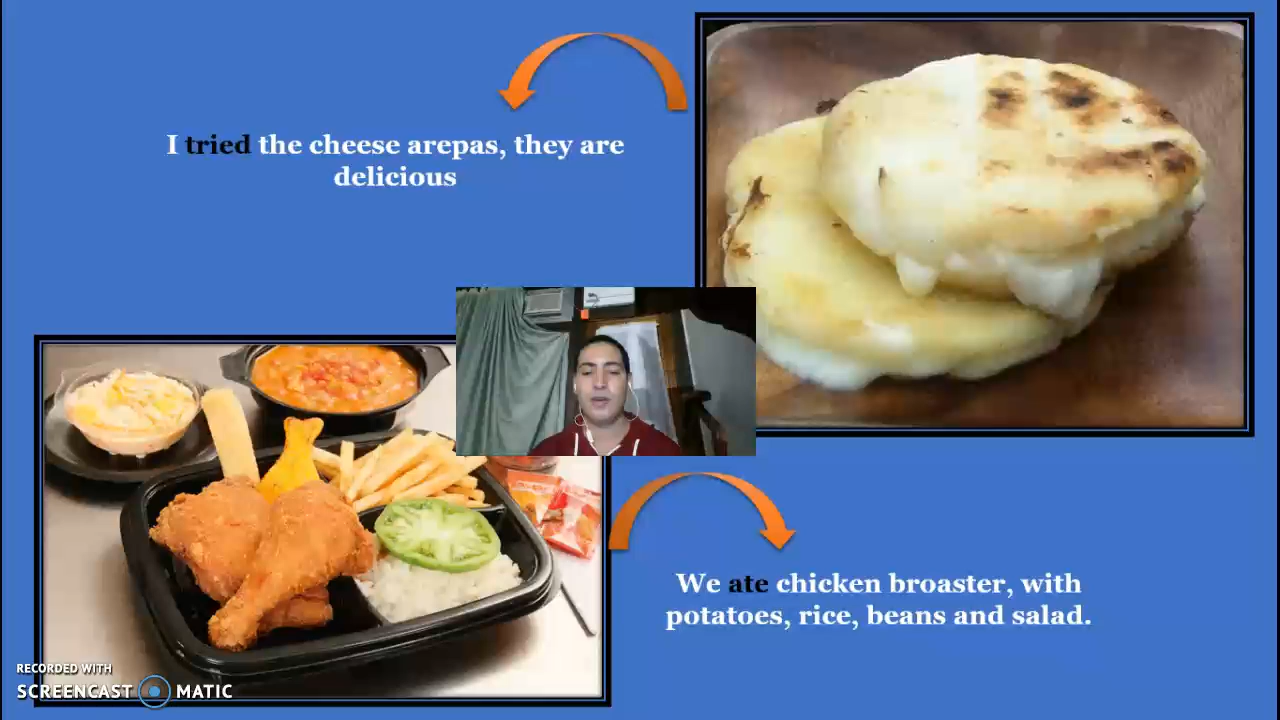 I tried the cheese arepas, they are
delicious
We ate chicken broaster, with
potatoes, rice, beans and salad.
RECORDED WITH
SCREENCAST MATIC